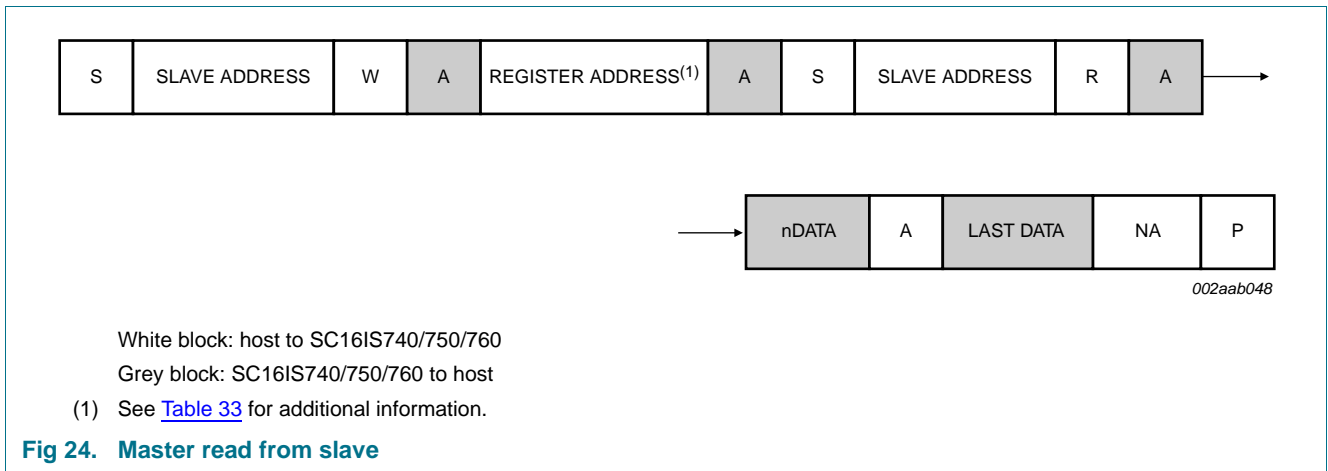 S SLAVE ADDRESS W A REGISTER ADDRESS(1) A S SLAVE ADDRESS R A
nDATA A LAST DATA NA P
002aab048
White block: host to SC16IS740/750/760
Grey block: SC16IS740/750/760 to host
(1) See Table 33 for additional information.
Fig 24. Master read from slave